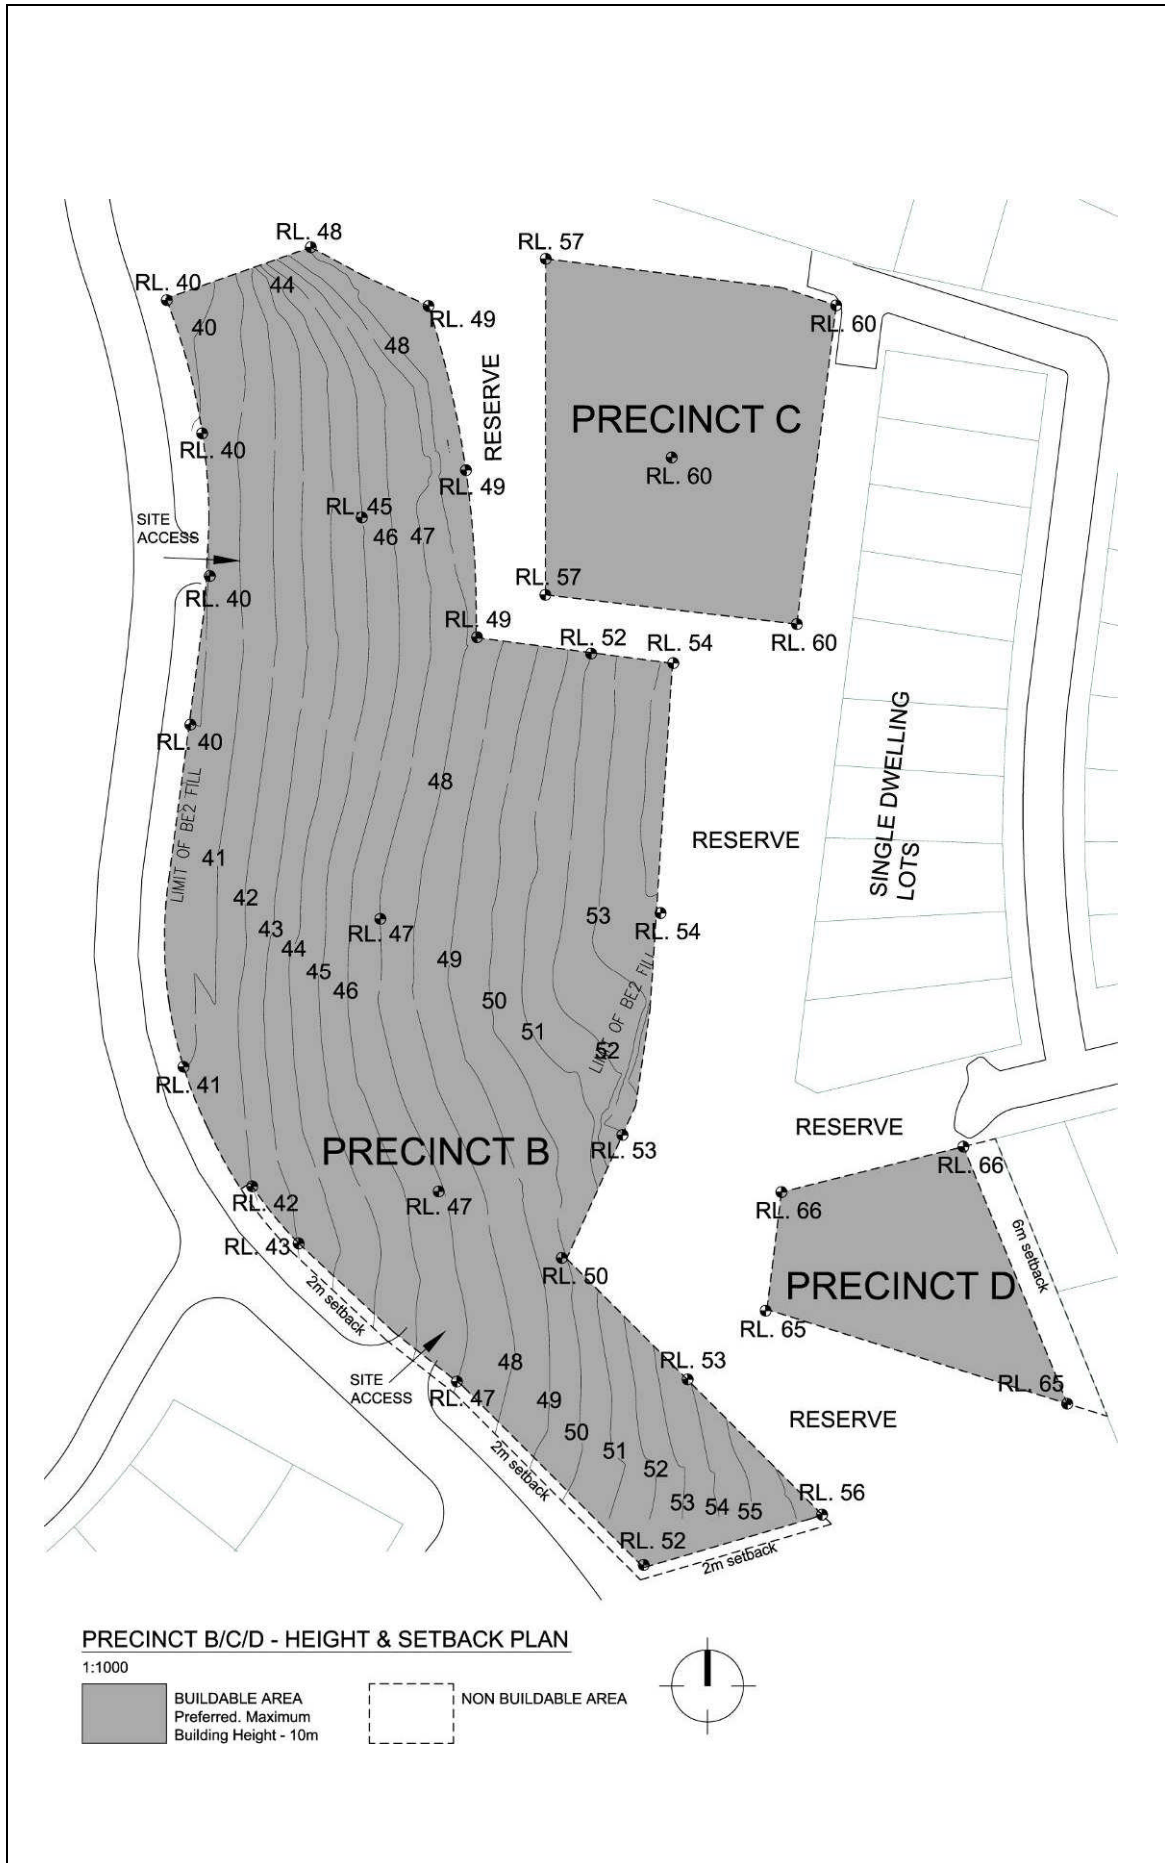 RL. 48
RL. 57
RL. 40
44
RL. 49
RL. 60
40
48
RESERVE
PRECINCT C
RL. 40
RL. 60
RL. 49
RL. 45
46
47
SITE
ACCESS
RL. 40
RL. 57
RL. 49
RL. 52
RL. 54
RL. 60
RL. 40
LIMIT OF BE2 FILL
48
RESERVE
SINGLE DWELLING
LOTS
41
42
43
44
45
46
RL. 47
49
50
51
53
RL. 54
LIMIT OF BE2 FILL
52
RL. 41
RESERVE
PRECINCT B
RL. 53
RL. 66
RL. 42
RL. 47
RL. 66
RL. 43
RL. 50
6m setback
PRECINCT D
2m setback
RL. 65
SITE
ACCESS
RL. 47
48
49
50
51
52
53
54
55
RL. 53
RL. 65
RESERVE
2m setback
RL. 56
RL. 52
2m setback
PRECINCT B/C/D - HEIGHT & SETBACK PLAN
1:1000
BUILDABLE AREA
Preferred. Maximum
Building Height - 10m
NON BUILDABLE AREA